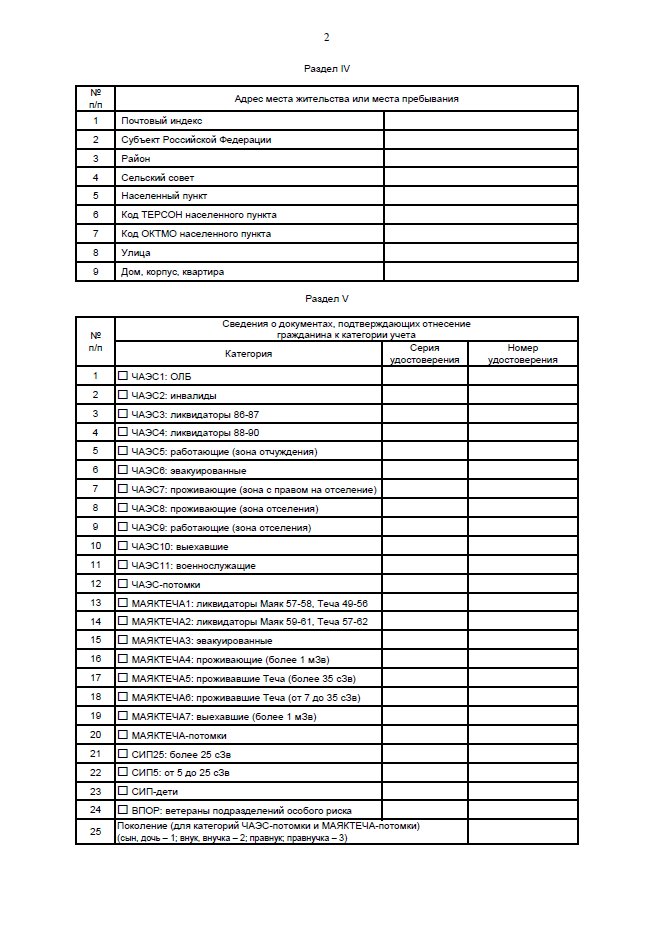 2
Раздел IV
№
п/п
Адрес места жительства или места пребывания
1 Почтовый индекс
2 Субъект Российской Федерации
3 Район
4 Сельский совет
5 Населенный пункт
6 Код ТЕРСОН населенного пункта
7 Код ОКТМО населенного пункта
8 Улица
9 Дом, корпус, квартира
Раздел V
№
п/п
Сведения о документах, подтверждающих отнесение
гражданина к категории учета
Категория
Серия
удостоверения
Номер
удостоверения
1 ☐ ЧАЭС1: ОЛБ
2 ☐ ЧАЭС2: инвалиды
3 ☐ ЧАЭС3: ликвидаторы 86-87
4 ☐ ЧАЭС4: ликвидаторы 88-90
5 ☐ ЧАЭС5: работающие (зона отчуждения)
6 ☐ ЧАЭС6: эвакуированные
7 ☐ ЧАЭС7: проживающие (зона с правом на отселение)
8 ☐ ЧАЭС8: проживающие (зона отселения)
9 ☐ ЧАЭС9: работающие (зона отселения)
10 ☐ ЧАЭС10: выехавшие
11 ☐ ЧАЭС11: военнослужащие
12 ☐ ЧАЭС-потомки
13 ☐ МАЯКТЕЧА1: ликвидаторы Маяк 57-58, Теча 49-56
14 ☐ МАЯКТЕЧА2: ликвидаторы Маяк 59-61, Теча 57-62
15 ☐ МАЯКТЕЧА3: эвакуированные
16 ☐ МАЯКТЕЧА4: проживающие (более 1 мЗв)
17 ☐ МАЯКТЕЧА5: проживавшие Теча (более 35 сЗв)
18 ☐ МАЯКТЕЧА6: проживавшие Теча (от 7 до 35 сЗв)
19 ☐ МАЯКТЕЧА7: выехавшие (более 1 мЗв)
20 ☐ МАЯКТЕЧА-потомки
21 ☐ СИП25: более 25 сЗв
22 ☐ СИП5: от 5 до 25 сЗв
23 ☐ СИП-дети
24 ☐ ВПОР: ветераны подразделений особого риска
25 Поколение (для категорий ЧАЭС-потомки и МАЯКТЕЧА-потомки)
(сын, дочь – 1; внук, внучка – 2; правнук; правнучка – 3)